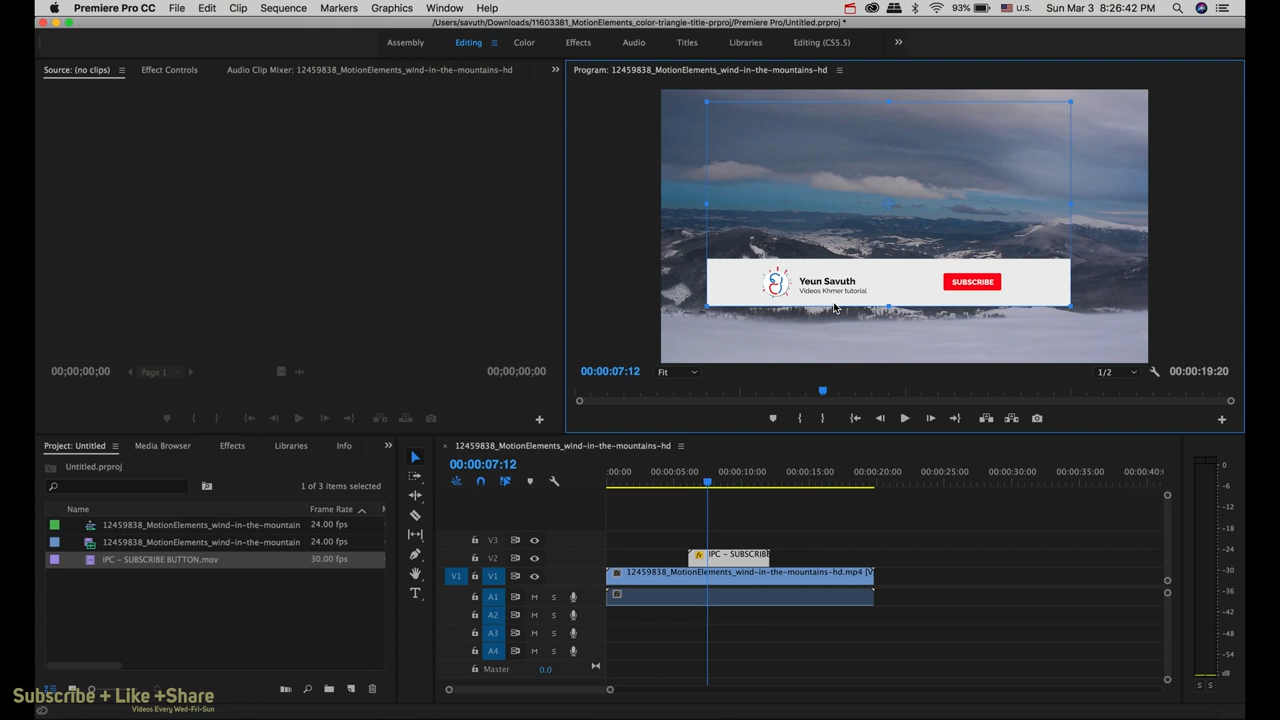 Premiere Pro CC File Edit Clip Sequence Markers Graphics Window Help 93% U.S. Sun Mar 3 8:26:42 PM
/Users/savuth/Downloads/11603381_MotionElements_color-triangle-title-prproj/Premiere Pro/Untitled.prproj *
Assembly Editing Color Effects Audio Titles Libraries Editing (CS5.5)
Source: (no clips) Effect Controls Audio Clip Mixer: 12459838_MotionElements_wind-in-the-mountains-hd
Program: 12459838_MotionElements_wind-in-the-mountains-hd
Yeun Savuth
Videos Khmer tutorial
SUBSCRIBE
00;00;00;00 Page 1 00;00;00;00
00:00:07:12 Fit 1/2 00:00:19:20
Project: Untitled Media Browser Effects Libraries Info
Untitled.prproj
1 of 3 items selected
Name Frame Rate
12459838_MotionElements_wind-in-the-mountain 24.00 fps
12459838_MotionElements_wind-in-the-mountain 24.00 fps
IPC – SUBSCRIBE BUTTON.mov 30.00 fps
12459838_MotionElements_wind-in-the-mountains-hd
00:00:07:12
:00:00 00:00:05:00 00:00:10:00 00:00:15:00 00:00:20:00 00:00:25:00 00:00:30:00 00:00:35:00 00:00:40:0
V3
V2 IPC – SUBSCRIBE
V1 V1 12459838_MotionElements_wind-in-the-mountains-hd.mp4 [V
A1 M S
A2 M S
A3 M S
A4 M S
Master 0.0
0
-6
-12
-18
-24
-30
-36
-42
-48
-54
S S
Subscribe + Like +Share
Videos Every Wed-Fri-Sun